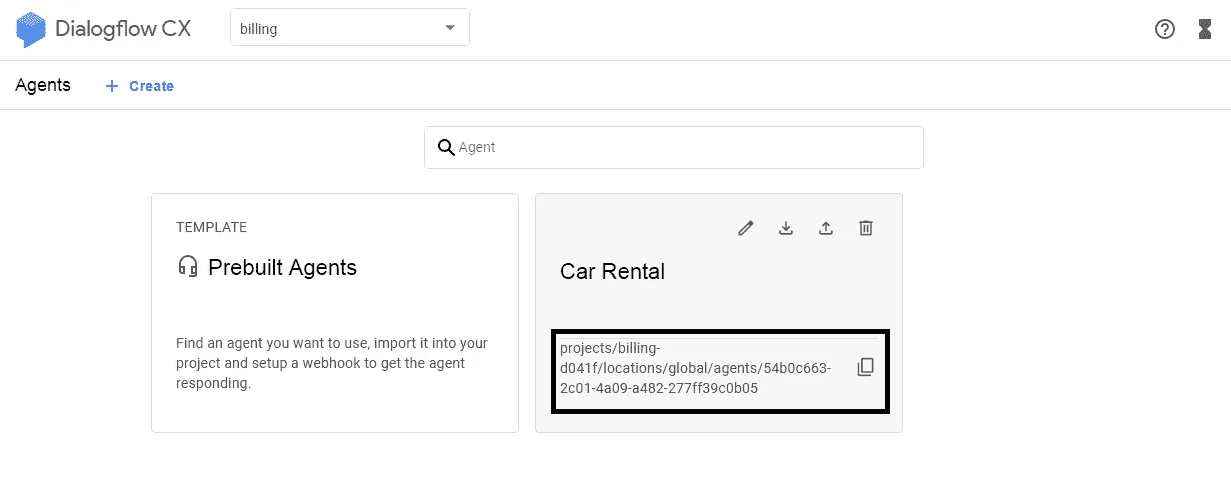 Dialogflow CX
billing
Agents
Create
Agent
TEMPLATE
Prebuilt Agents
Find an agent you want to use, import it into your
project and setup a webhook to get the agent
responding.
Car Rental
projects/billing-
d041f/locations/global/agents/54b0c663-
2c01-4a09-a482-277ff39c0b05